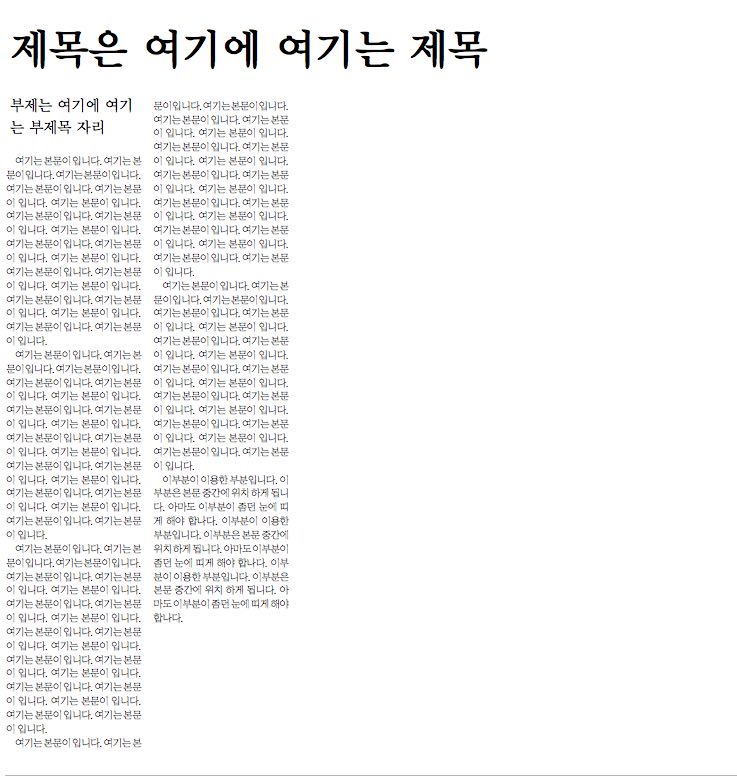 제목은 여기에 여기는 제목
부제는 여기에 여기
는 부제목 자리
여기는 본문이 입니다. 여기는 본
문이 입니다. 여기는 본문이 입니다.
여기는 본문이 입니다. 여기는 본문
이 입니다. 여기는 본문이 입니다.
여기는 본문이 입니다. 여기는 본문
이 입니다. 여기는 본문이 입니다.
여기는 본문이 입니다. 여기는 본문
이 입니다. 여기는 본문이 입니다.
여기는 본문이 입니다. 여기는 본문
이 입니다. 여기는 본문이 입니다.
여기는 본문이 입니다. 여기는 본문
이 입니다. 여기는 본문이 입니다.
여기는 본문이 입니다. 여기는 본문
이 입니다.
여기는 본문이 입니다. 여기는 본
문이 입니다. 여기는 본문이 입니다.
여기는 본문이 입니다. 여기는 본문
이 입니다. 여기는 본문이 입니다.
여기는 본문이 입니다. 여기는 본문
이 입니다. 여기는 본문이 입니다.
여기는 본문이 입니다. 여기는 본문
이 입니다. 여기는 본문이 입니다.
여기는 본문이 입니다. 여기는 본문
이 입니다. 여기는 본문이 입니다.
여기는 본문이 입니다. 여기는 본문
이 입니다. 여기는 본문이 입니다.
여기는 본문이 입니다. 여기는 본문
이 입니다.
여기는 본문이 입니다. 여기는 본
문이 입니다. 여기는 본문이 입니다.
여기는 본문이 입니다. 여기는 본문
이 입니다. 여기는 본문이 입니다.
여기는 본문이 입니다. 여기는 본문
이 입니다. 여기는 본문이 입니다.
여기는 본문이 입니다. 여기는 본문
이 입니다. 여기는 본문이 입니다.
여기는 본문이 입니다. 여기는 본문
이 입니다. 여기는 본문이 입니다.
여기는 본문이 입니다. 여기는 본문
이 입니다. 여기는 본문이 입니다.
여기는 본문이 입니다. 여기는 본문
이 입니다.
여기는 본문이 입니다. 여기는 본
문이 입니다. 여기는 본문이 입니다.
여기는 본문이 입니다. 여기는 본문
이 입니다. 여기는 본문이 입니다.
여기는 본문이 입니다. 여기는 본문
이 입니다. 여기는 본문이 입니다.
여기는 본문이 입니다. 여기는 본문
이 입니다. 여기는 본문이 입니다.
여기는 본문이 입니다. 여기는 본문
이 입니다. 여기는 본문이 입니다.
여기는 본문이 입니다. 여기는 본문
이 입니다. 여기는 본문이 입니다.
여기는 본문이 입니다. 여기는 본문
이 입니다.
여기는 본문이 입니다. 여기는 본
문이 입니다. 여기는 본문이 입니다.
여기는 본문이 입니다. 여기는 본문
이 입니다. 여기는 본문이 입니다.
여기는 본문이 입니다. 여기는 본문
이 입니다. 여기는 본문이 입니다.
여기는 본문이 입니다. 여기는 본문
이 입니다. 여기는 본문이 입니다.
여기는 본문이 입니다. 여기는 본문
이 입니다. 여기는 본문이 입니다.
여기는 본문이 입니다. 여기는 본문
이 입니다. 여기는 본문이 입니다.
여기는 본문이 입니다. 여기는 본문
이 입니다.
이부분이 이용한 부분입니다. 이
부분은 본문 중간에 위치 하게 됩니
다. 아마도 이부분이 좀던 눈에 띠
게 해야 합나다. 이부분이 이용한
부분입니다. 이부분은 본문 중간에
위치 하게 됩니다. 아마도 이부분이
좀던 눈에 띠게 해야 합나다. 이부
분이 이용한 부분입니다. 이부분은
본문 중간에 위치 하게 됩니다. 아
마도 이부분이 좀던 눈에 띠게 해야
합나다.